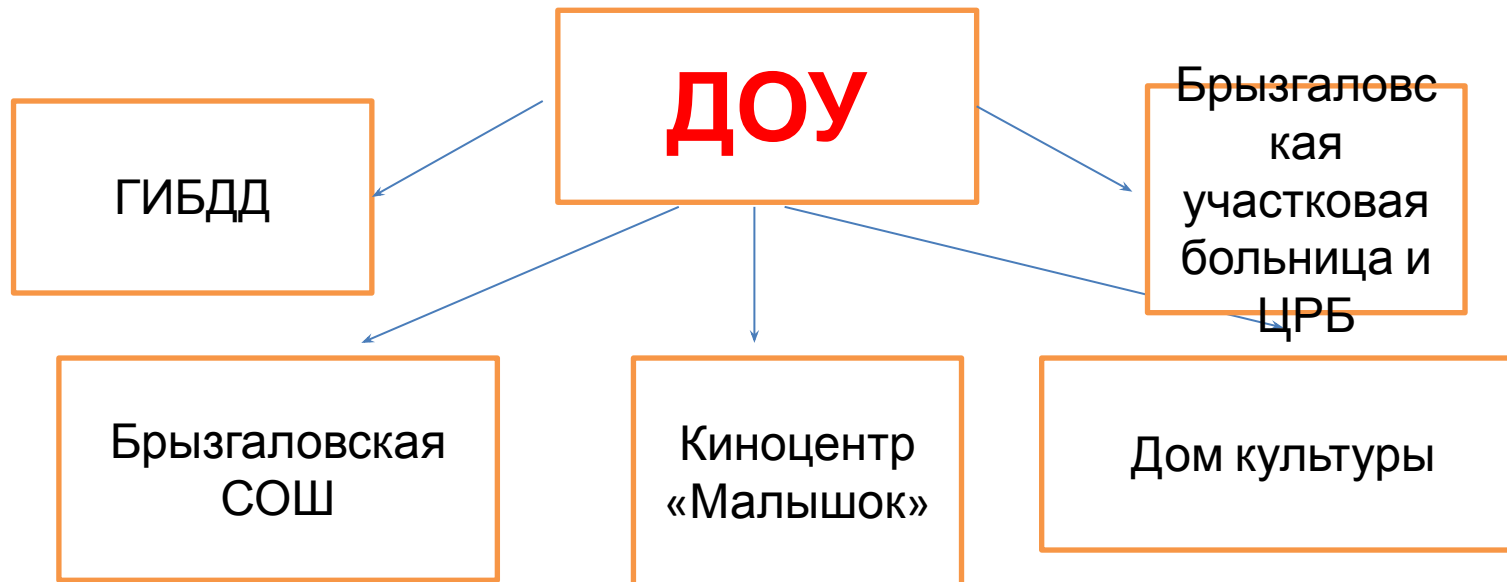 ДОУ
ГИБДД
Брызгаловс
кая
участковая
больница и
ЦРБ
Брызгаловская
СОШ
Киноцентр
«Малышок»
Дом культуры